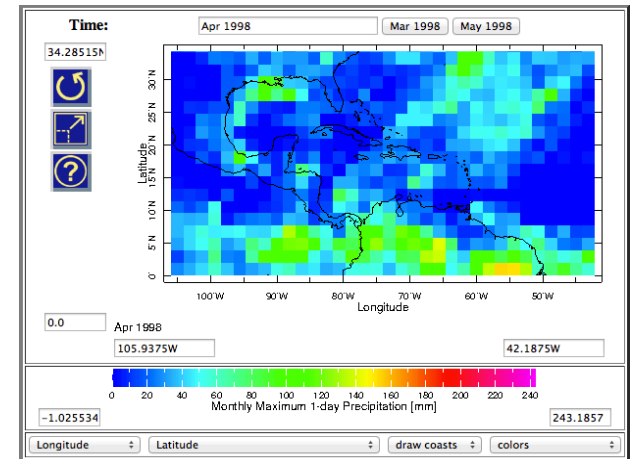 Time: Apr 1998 Mar 1998 May 1998
34.28515N
30˚N
25˚N
20˚N
15˚N
10˚N
5˚N
0˚
Latitude
100˚W 90˚W 80˚W 70˚W 60˚W 50˚W
Longitude
0.0
Apr 1998
105.9375W 42.1875W
0 20 40 60 80 100 120 140 160 180 200 220 240
Monthly Maximum 1-day Precipitation [mm]
-1.025534 243.1857
Longitude Latitude draw coasts colors